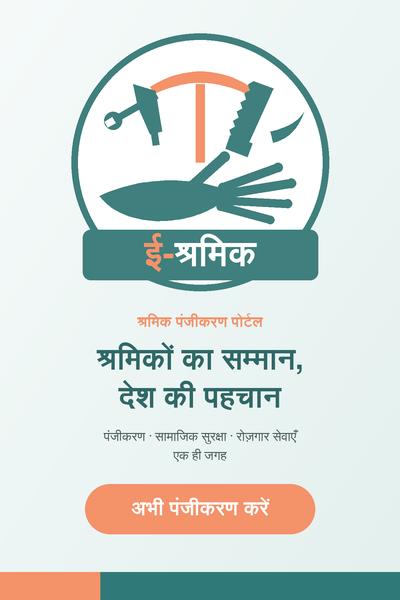 ई-श्रमिक
श्रमिक पंजीकरण पोर्टल
श्रमिकों का सम्मान,
देश की पहचान
पंजीकरण · सामाजिक सुरक्षा · रोज़गार सेवाएँ
एक ही जगह
अभी पंजीकरण करें